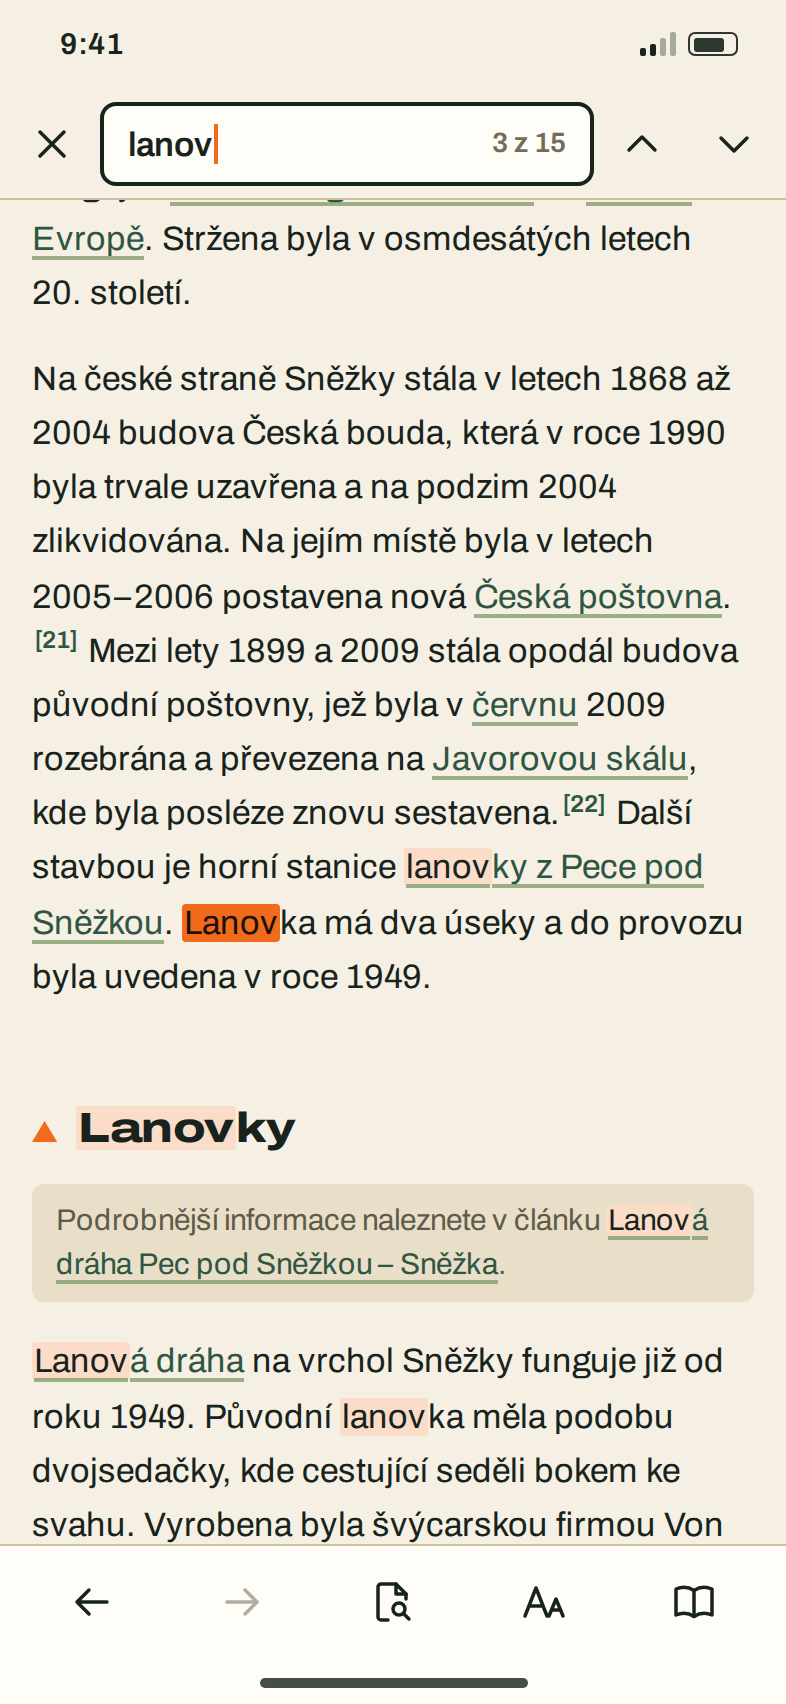 9:41
lanov
3 z 15
Evropě. Stržena byla v osmdesátých letech
20. století.
Na české straně Sněžky stála v letech 1868 až
2004 budova Česká bouda, která v roce 1990
byla trvale uzavřena a na podzim 2004
zlikvidována. Na jejím místě byla v letech
2005–2006 postavena nová Česká poštovna.
[21] Mezi lety 1899 a 2009 stála opodál budova
původní poštovny, jež byla v červnu 2009
rozebrána a převezena na Javorovou skálu,
kde byla posléze znovu sestavena.[22] Další
stavbou je horní stanice lanovky z Pece pod
Sněžkou. Lanovka má dva úseky a do provozu
byla uvedena v roce 1949.
Lanovky
Podrobnější informace naleznete v článku Lanová
dráha Pec pod Sněžkou – Sněžka.
Lanová dráha na vrchol Sněžky funguje již od
roku 1949. Původní lanovka měla podobu
dvojsedačky, kde cestující seděli bokem ke
svahu. Vyrobena byla švýcarskou firmou Von